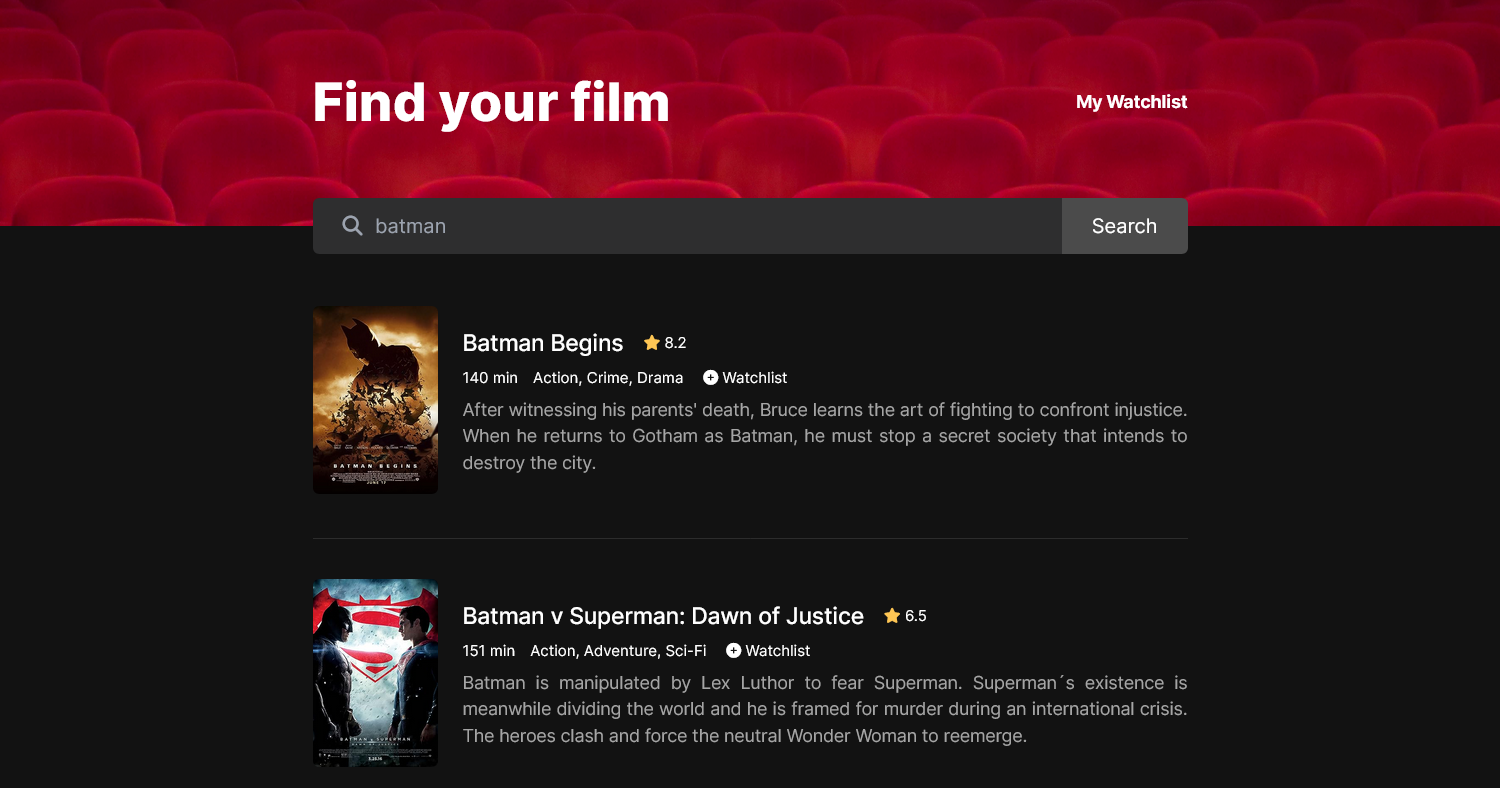 Find your film
My Watchlist
batman
Search
Batman Begins 8.2
140 min Action, Crime, Drama Watchlist
After witnessing his parents' death, Bruce learns the art of fighting to confront injustice.
When he returns to Gotham as Batman, he must stop a secret society that intends to
destroy the city.
BATMAN BEGINS
JUNE 17
Batman v Superman: Dawn of Justice 6.5
151 min Action, Adventure, Sci-Fi Watchlist
Batman is manipulated by Lex Luthor to fear Superman. Superman´s existence is
meanwhile dividing the world and he is framed for murder during an international crisis.
The heroes clash and force the neutral Wonder Woman to reemerge.
BATMAN v SUPERMAN
DAWN OF JUSTICE